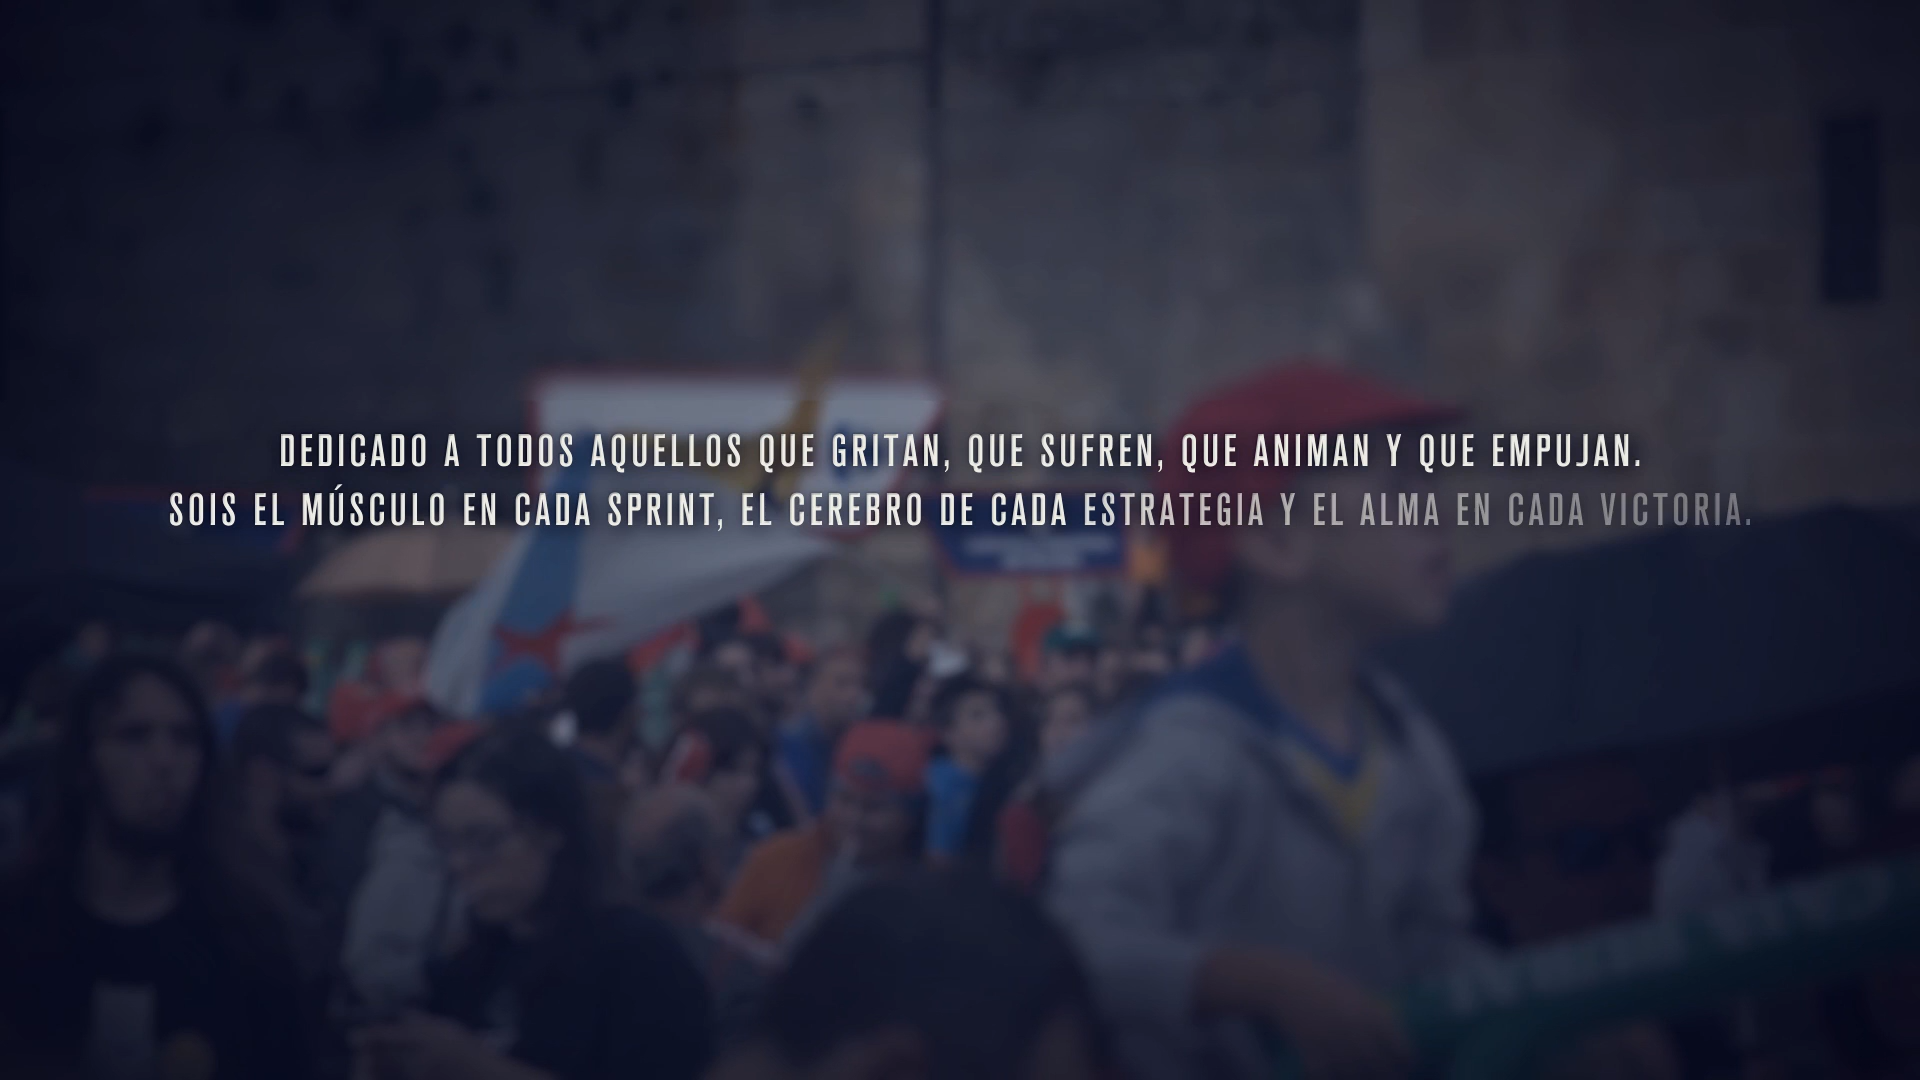 DEDICADO A TODOS AQUELLOS QUE GRITAN, QUE SUFREN, QUE ANIMAN Y QUE EMPUJAN.
SOIS EL MÚSCULO EN CADA SPRINT, EL CEREBRO DE CADA ESTRATEGIA Y EL ALMA EN CADA VICTORIA.